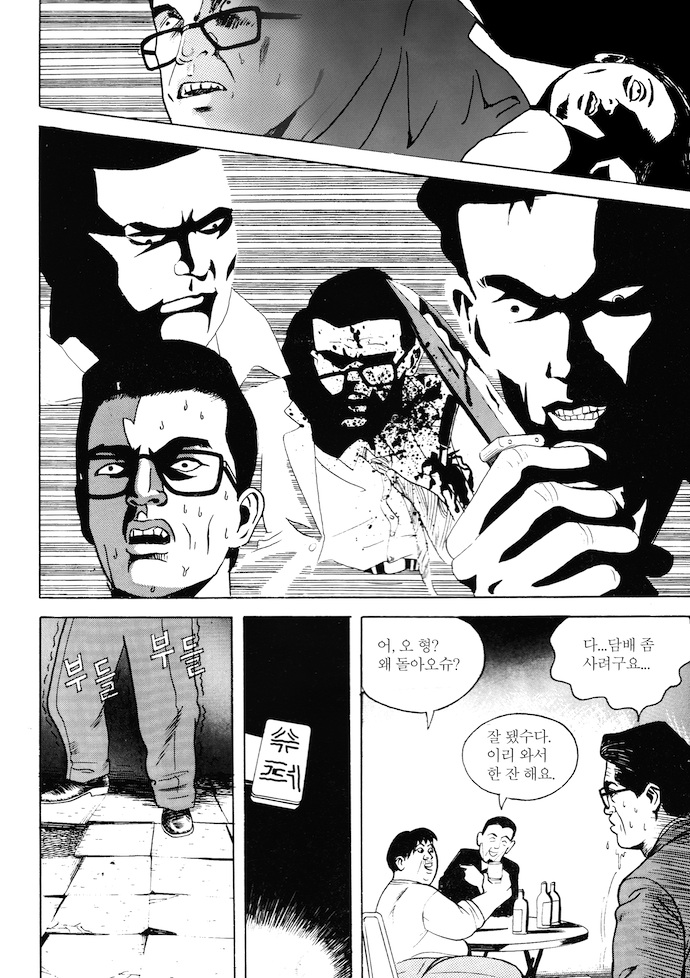 부들
부들
슈
퍼
어, 오 형?
왜 돌아오슈?
다...담배 좀
사려구요...
잘 됐수다.
이리 와서
한 잔 해요.